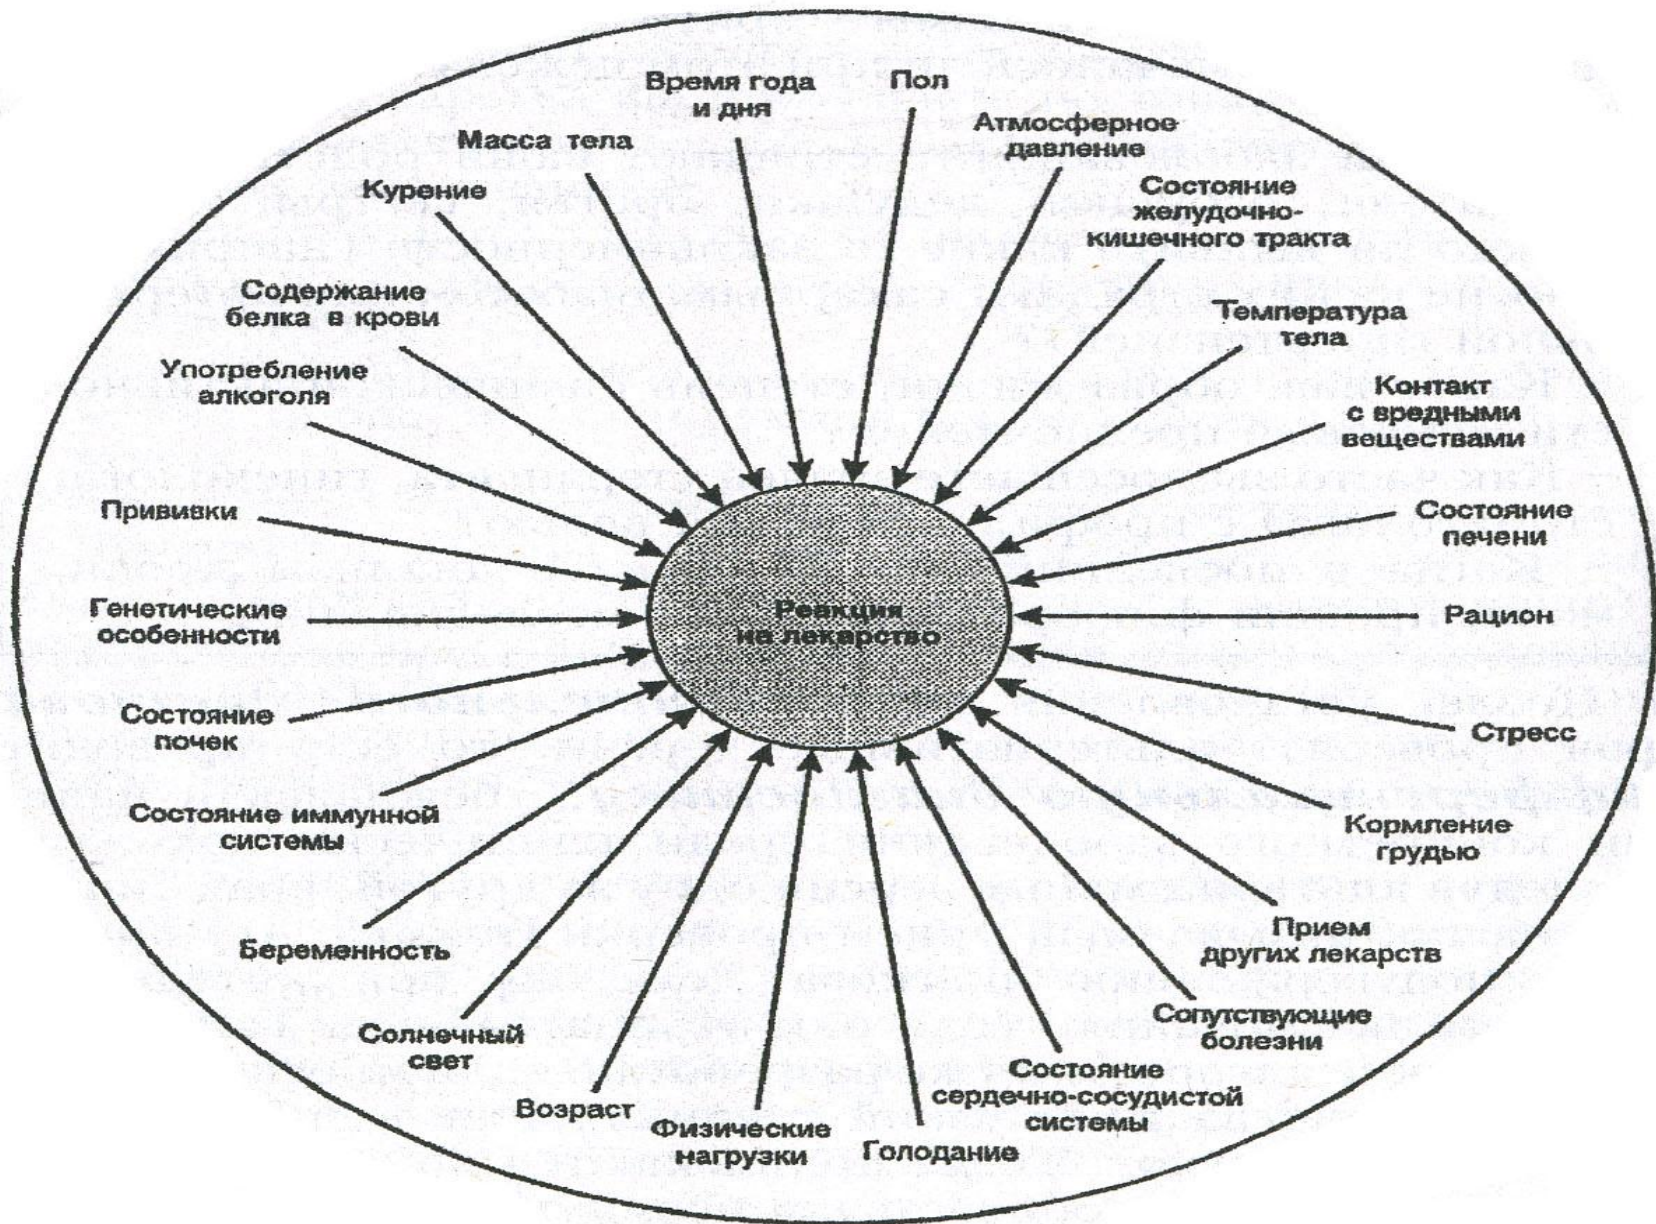 Время года
и дня
Пол
Атмосферное
давление
Состояние
желудочно-
кишечного тракта
Температура
тела
Контакт
с вредными
веществами
Состояние
печени
Рацион
Стресс
Кормление
грудью
Прием
других лекарств
Сопутствующие
болезни
Состояние
сердечно-сосудистой
системы
Голодание
Физические
нагрузки
Возраст
Солнечный
свет
Беременность
Состояние иммунной
системы
Состояние
почек
Генетические
особенности
Прививки
Употребление
алкоголя
Содержание
белка в крови
Курение
Масса тела
Реакция
на лекарство